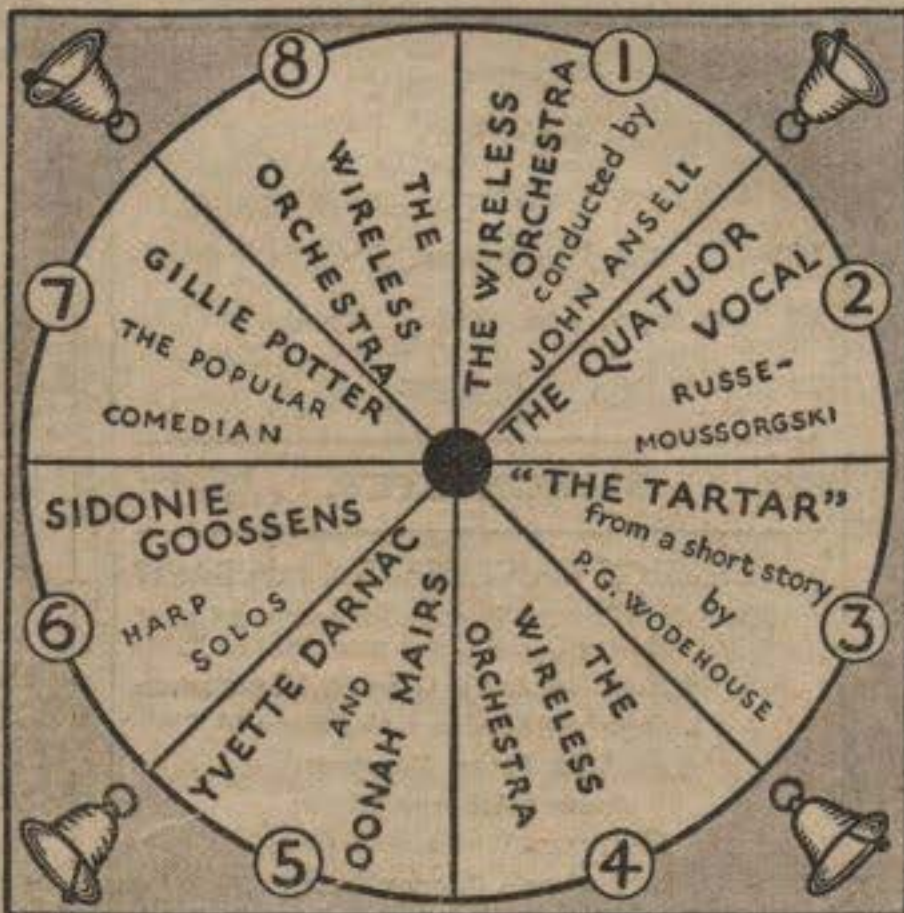 1
THE WIRELESS
ORCHESTRA
conducted by
JOHN ANSELL
2
THE QUATUOR
VOCAL
RUSSE-
MOUSSORGSKI
3
"THE TARTAR"
from a short story
by
P.G. WODEHOUSE
4
THE
WIRELESS
ORCHESTRA
5
YVETTE DARNAC
AND
OONAH MAIRS
6
SIDONIE
GOOSSENS
HARP
SOLOS
7
GILLIE POTTER
THE POPULAR
COMEDIAN
8
THE
WIRELESS
ORCHESTRA